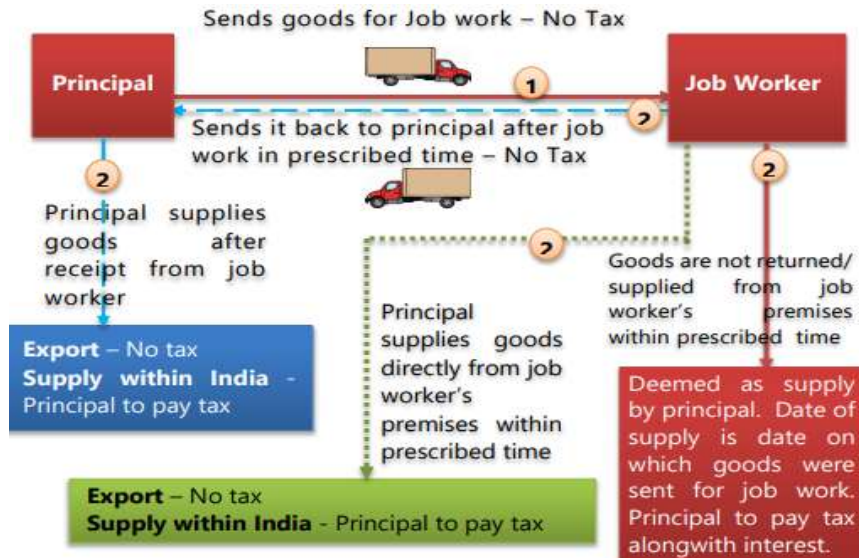 Sends goods for Job work – No Tax
Principal
Job Worker
1
2
Sends it back to principal after job
work in prescribed time – No Tax
2
2
Principal supplies
goods after
receipt from job
worker
2
Goods are not returned/
supplied from job
worker's premises
within prescribed time
Principal
supplies goods
directly from job
worker's
premises within
prescribed time
Export – No tax
Supply within India -
Principal to pay tax
Deemed as supply
by principal. Date of
supply is date on
which goods were
sent for job work.
Principal to pay tax
alongwith interest.
Export – No tax
Supply within India - Principal to pay tax